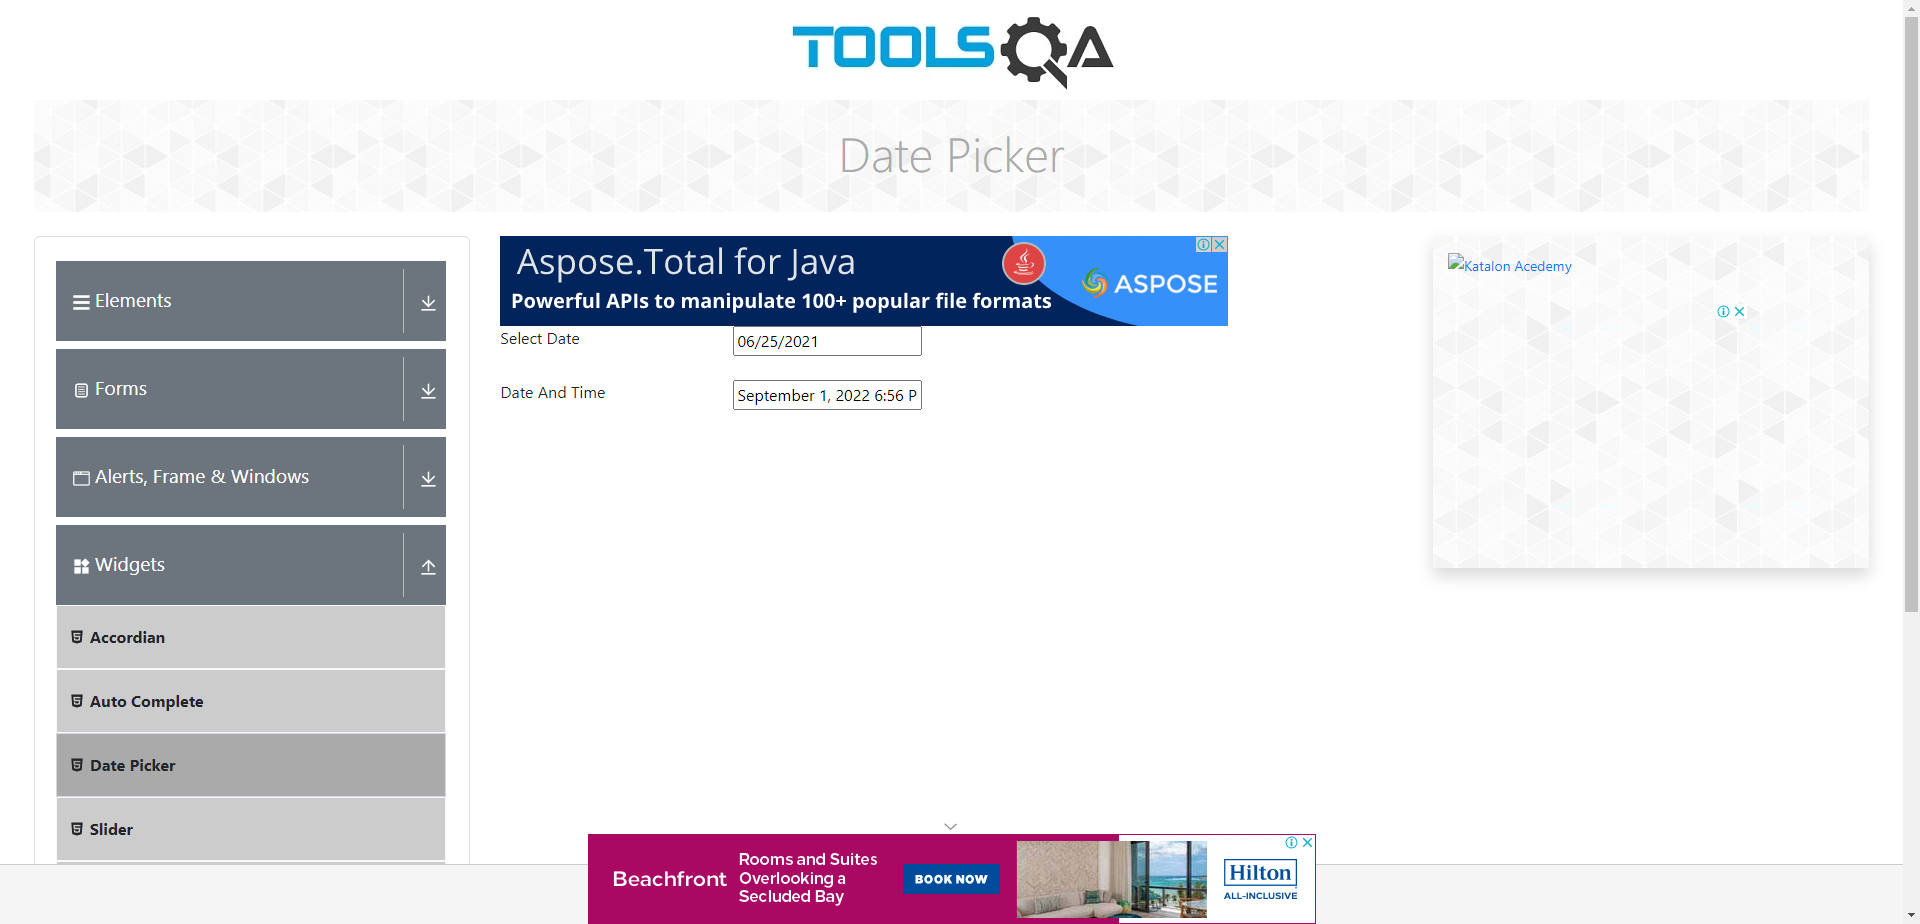 TOOLSQA
Date Picker
Elements
Forms
Alerts, Frame & Windows
Widgets
Accordian
Auto Complete
Date Picker
Slider
Aspose.Total for Java
Powerful APIs to manipulate 100+ popular file formats
ASPOSE
Select Date
06/25/2021
Date And Time
September 1, 2022 6:56 P
Katalon Acedemy
Beachfront
Rooms and Suites
Overlooking a
Secluded Bay
BOOK NOW
Hilton
ALL-INCLUSIVE